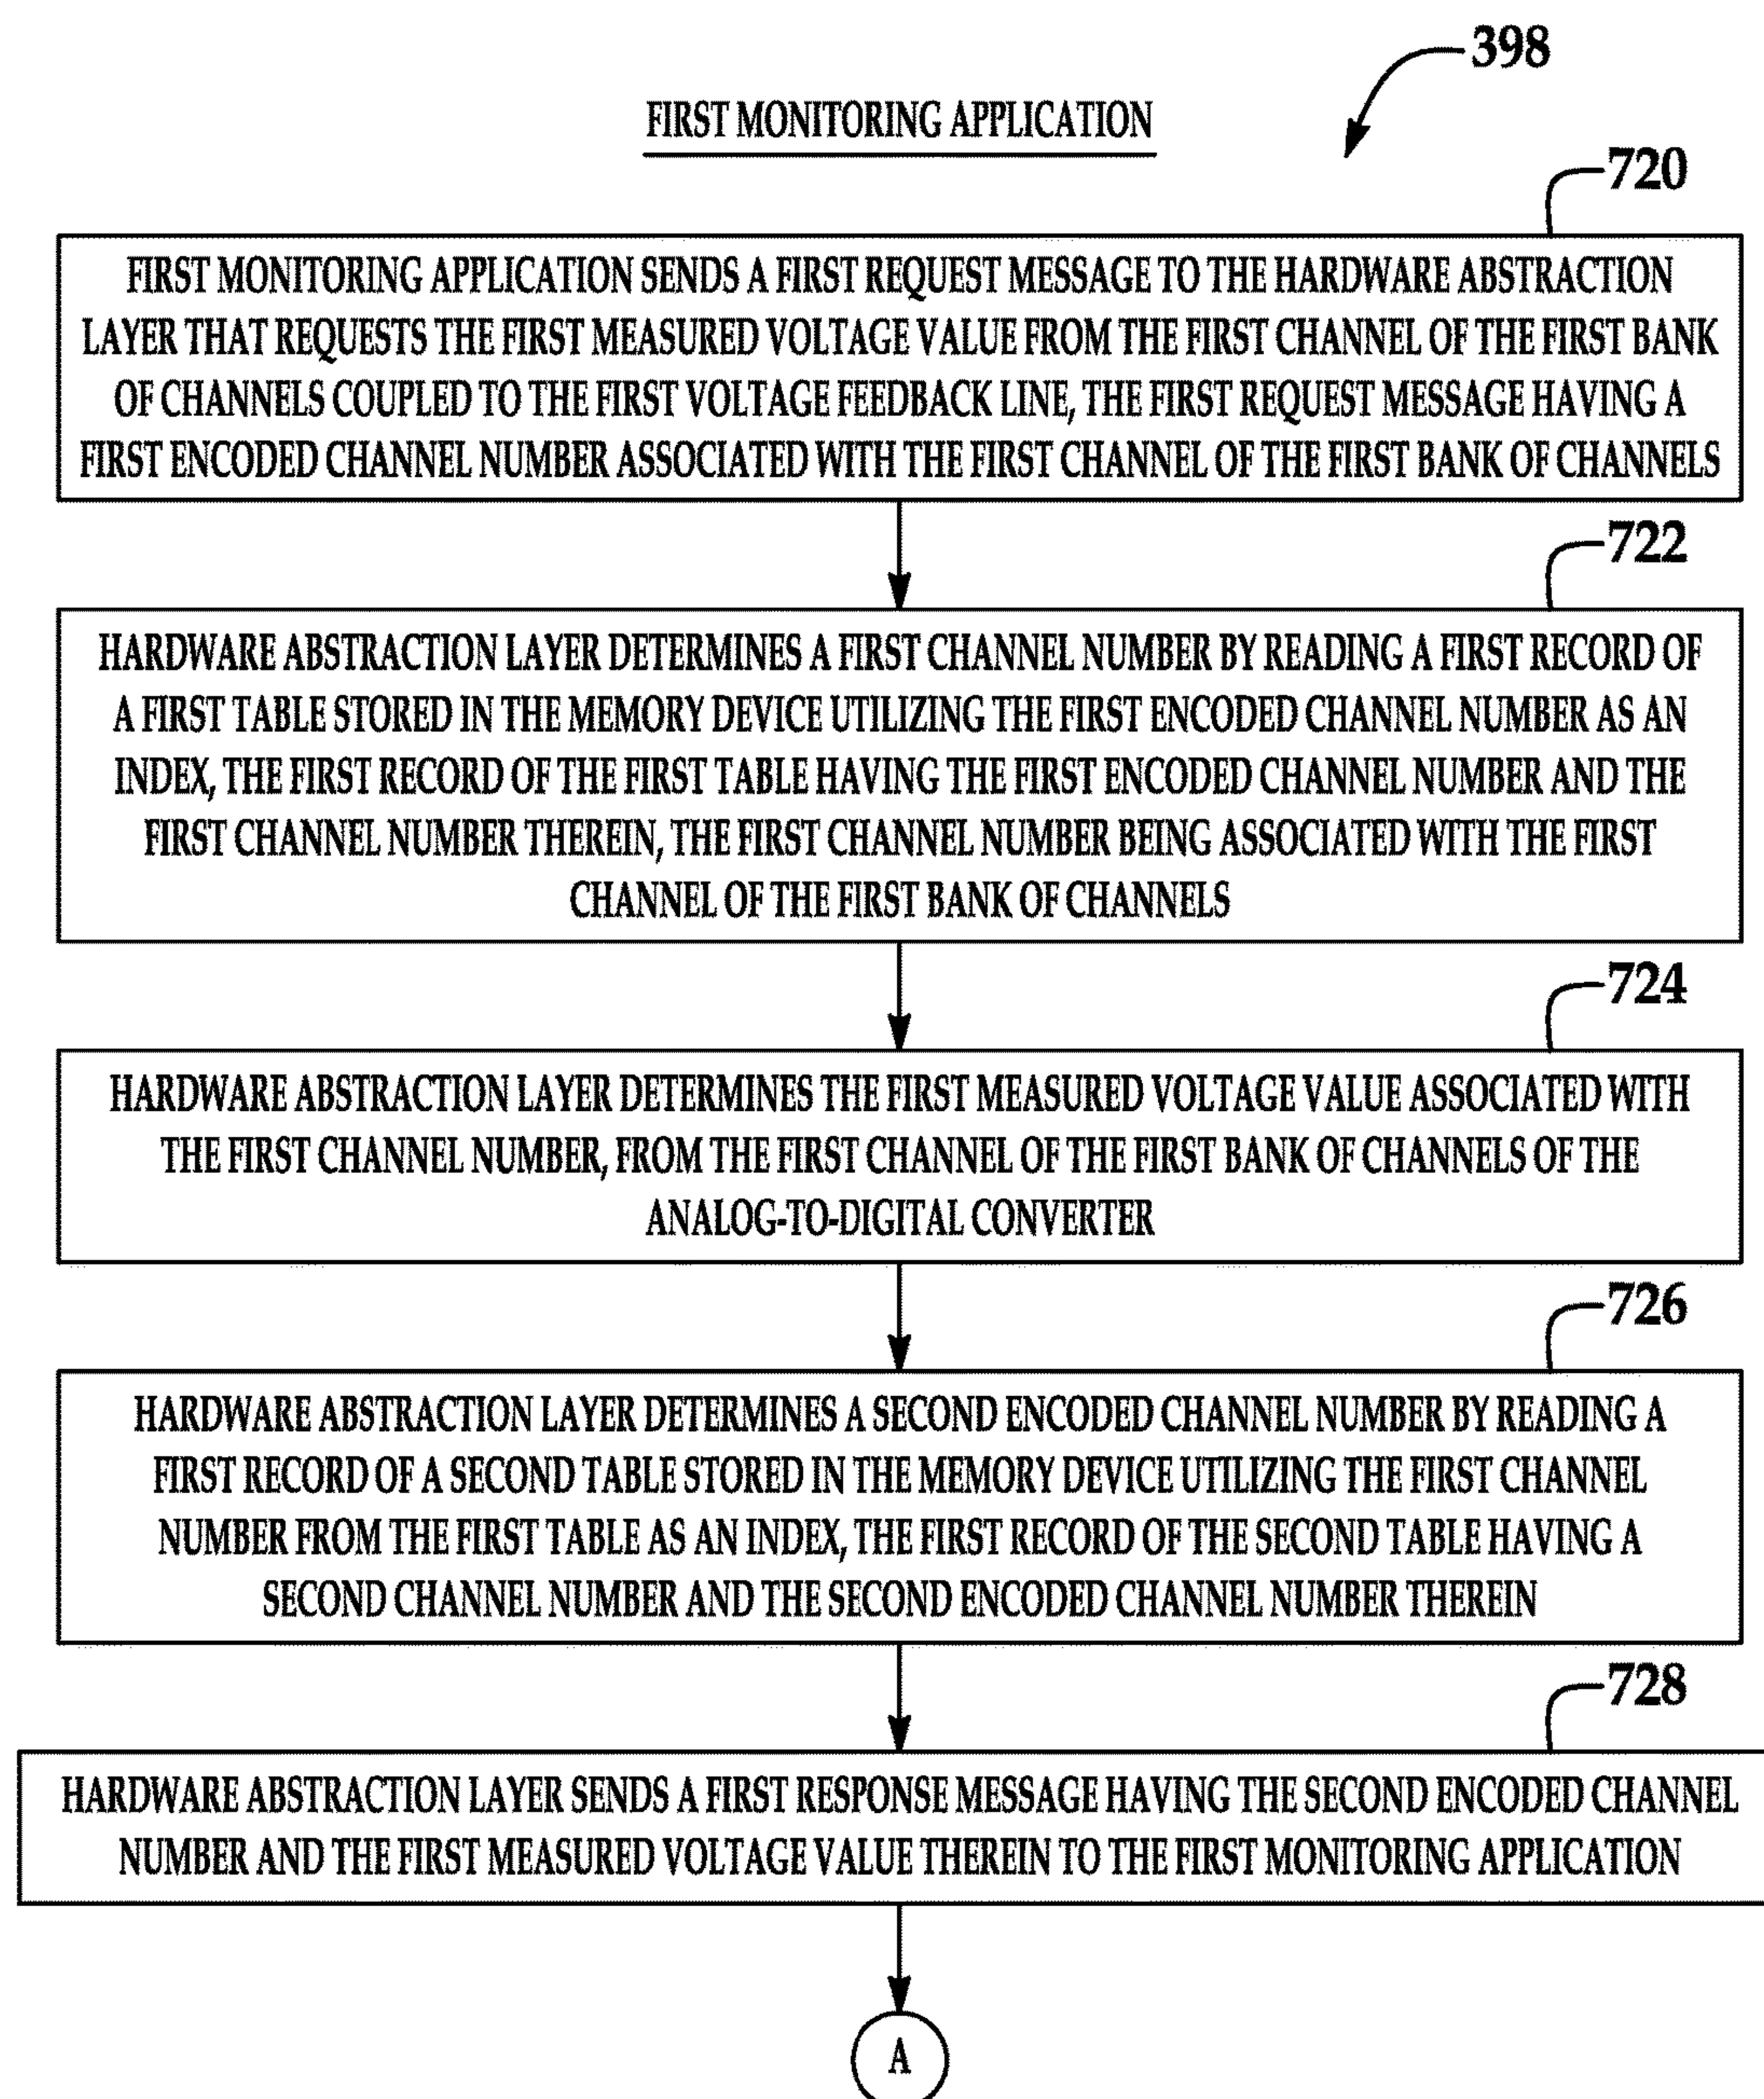 398
FIRST MONITORING APPLICATION
720
FIRST MONITORING APPLICATION SENDS A FIRST REQUEST MESSAGE TO THE HARDWARE ABSTRACTION
LAYER THAT REQUESTS THE FIRST MEASURED VOLTAGE VALUE FROM THE FIRST CHANNEL OF THE FIRST BANK
OF CHANNELS COUPLED TO THE FIRST VOLTAGE FEEDBACK LINE, THE FIRST REQUEST MESSAGE HAVING A
FIRST ENCODED CHANNEL NUMBER ASSOCIATED WITH THE FIRST CHANNEL OF THE FIRST BANK OF CHANNELS
722
HARDWARE ABSTRACTION LAYER DETERMINES A FIRST CHANNEL NUMBER BY READING A FIRST RECORD OF
A FIRST TABLE STORED IN THE MEMORY DEVICE UTILIZING THE FIRST ENCODED CHANNEL NUMBER AS AN
INDEX, THE FIRST RECORD OF THE FIRST TABLE HAVING THE FIRST ENCODED CHANNEL NUMBER AND THE
FIRST CHANNEL NUMBER THEREIN, THE FIRST CHANNEL NUMBER BEING ASSOCIATED WITH THE FIRST
CHANNEL OF THE FIRST BANK OF CHANNELS
724
HARDWARE ABSTRACTION LAYER DETERMINES THE FIRST MEASURED VOLTAGE VALUE ASSOCIATED WITH
THE FIRST CHANNEL NUMBER, FROM THE FIRST CHANNEL OF THE FIRST BANK OF CHANNELS OF THE
ANALOG-TO-DIGITAL CONVERTER
726
HARDWARE ABSTRACTION LAYER DETERMINES A SECOND ENCODED CHANNEL NUMBER BY READING A
FIRST RECORD OF A SECOND TABLE STORED IN THE MEMORY DEVICE UTILIZING THE FIRST CHANNEL
NUMBER FROM THE FIRST TABLE AS AN INDEX, THE FIRST RECORD OF THE SECOND TABLE HAVING A
SECOND CHANNEL NUMBER AND THE SECOND ENCODED CHANNEL NUMBER THEREIN
728
HARDWARE ABSTRACTION LAYER SENDS A FIRST RESPONSE MESSAGE HAVING THE SECOND ENCODED CHANNEL
NUMBER AND THE FIRST MEASURED VOLTAGE VALUE THEREIN TO THE FIRST MONITORING APPLICATION
A